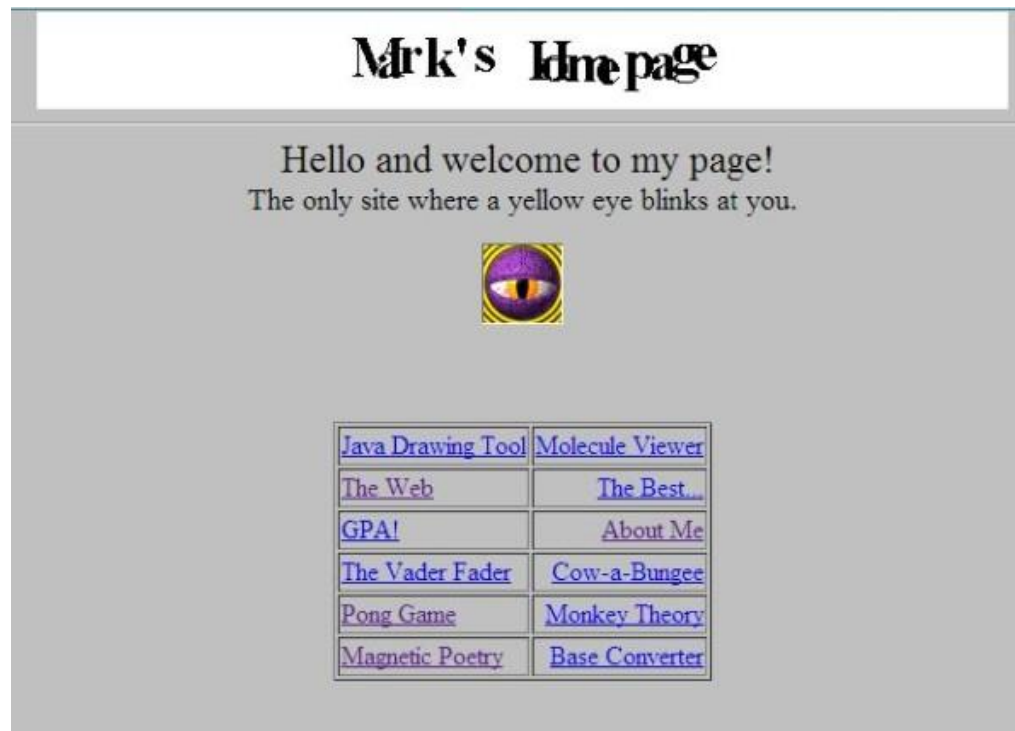 Mark's Homepage
Hello and welcome to my page!
The only site where a yellow eye blinks at you.
Java Drawing Tool Molecule Viewer
The Web The Best...
GPA! About Me
The Vader Fader Cow-a-Bungee
Pong Game Monkey Theory
Magnetic Poetry Base Converter